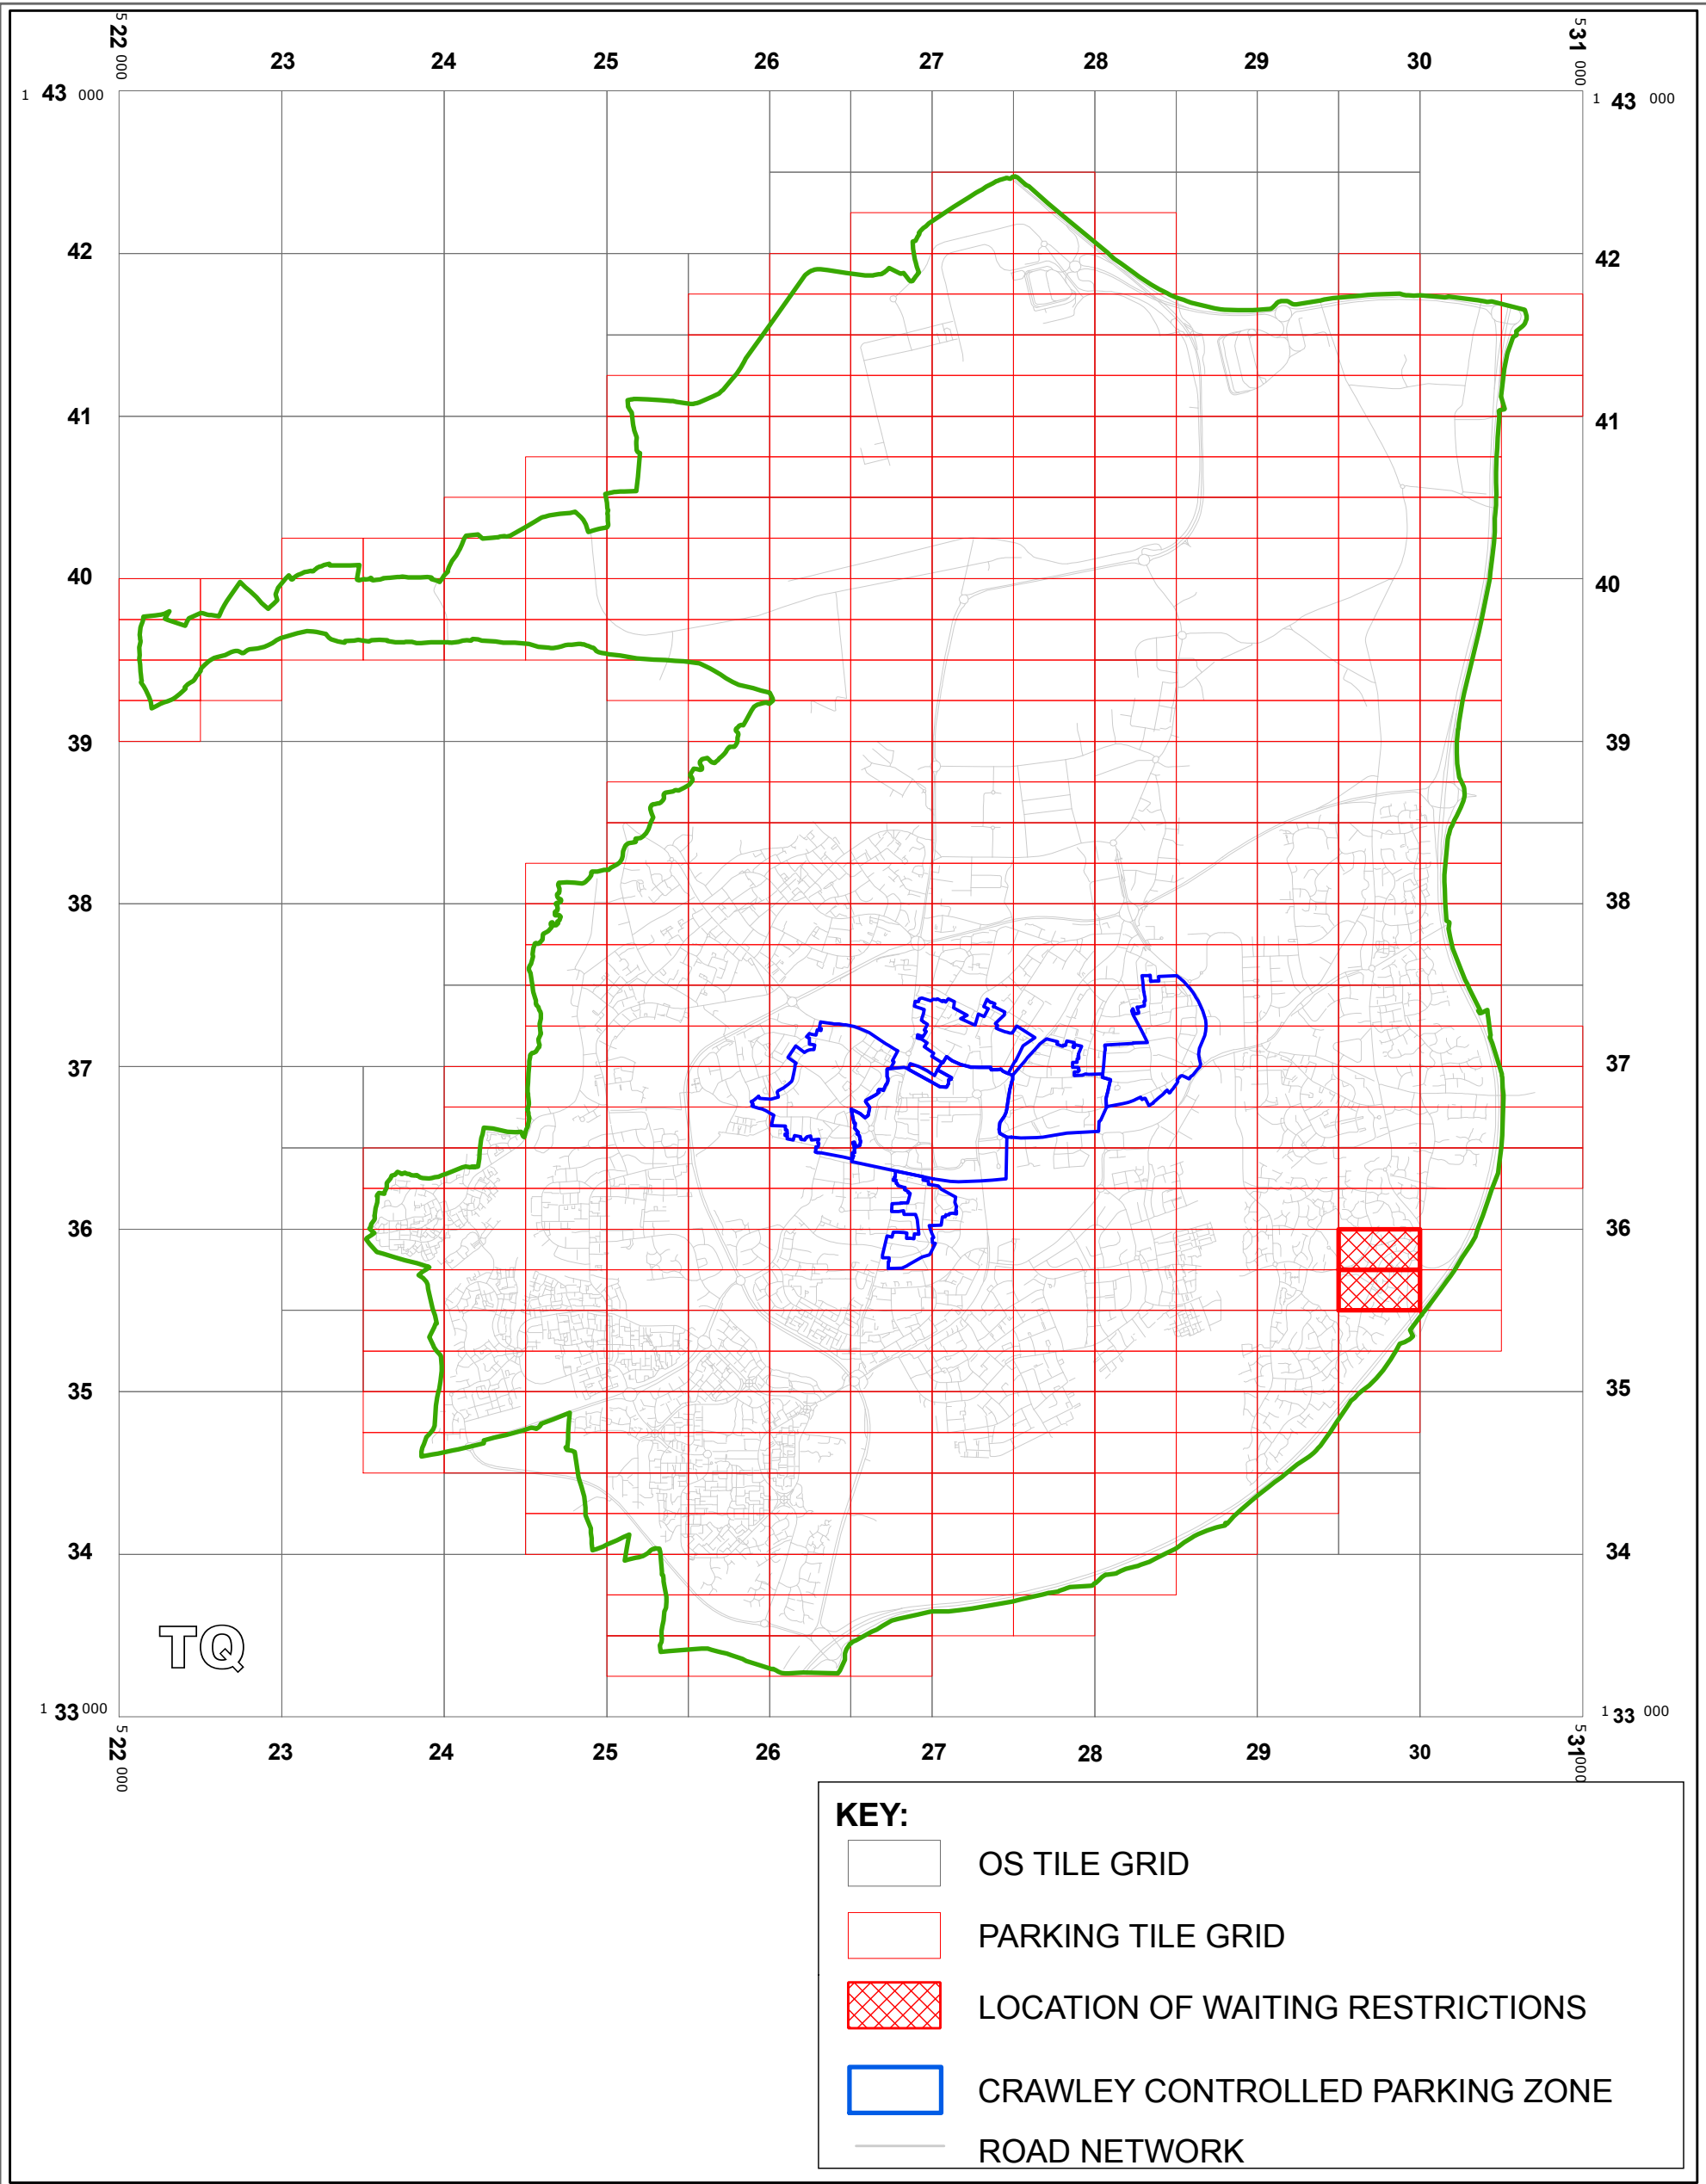 5 22 000
23 24 25 26 27 28 29 30
5 31 000
1 43 000
1 43 000
42 42
41 41
40 40
39 39
38 38
37 37
36 36
35 35
34 34
TQ
1 33 000
1 33 000
5 22 000
23 24 25 26 27 28 29 30
5 31 000
KEY:
OS TILE GRID
PARKING TILE GRID
LOCATION OF WAITING RESTRICTIONS
CRAWLEY CONTROLLED PARKING ZONE
ROAD NETWORK